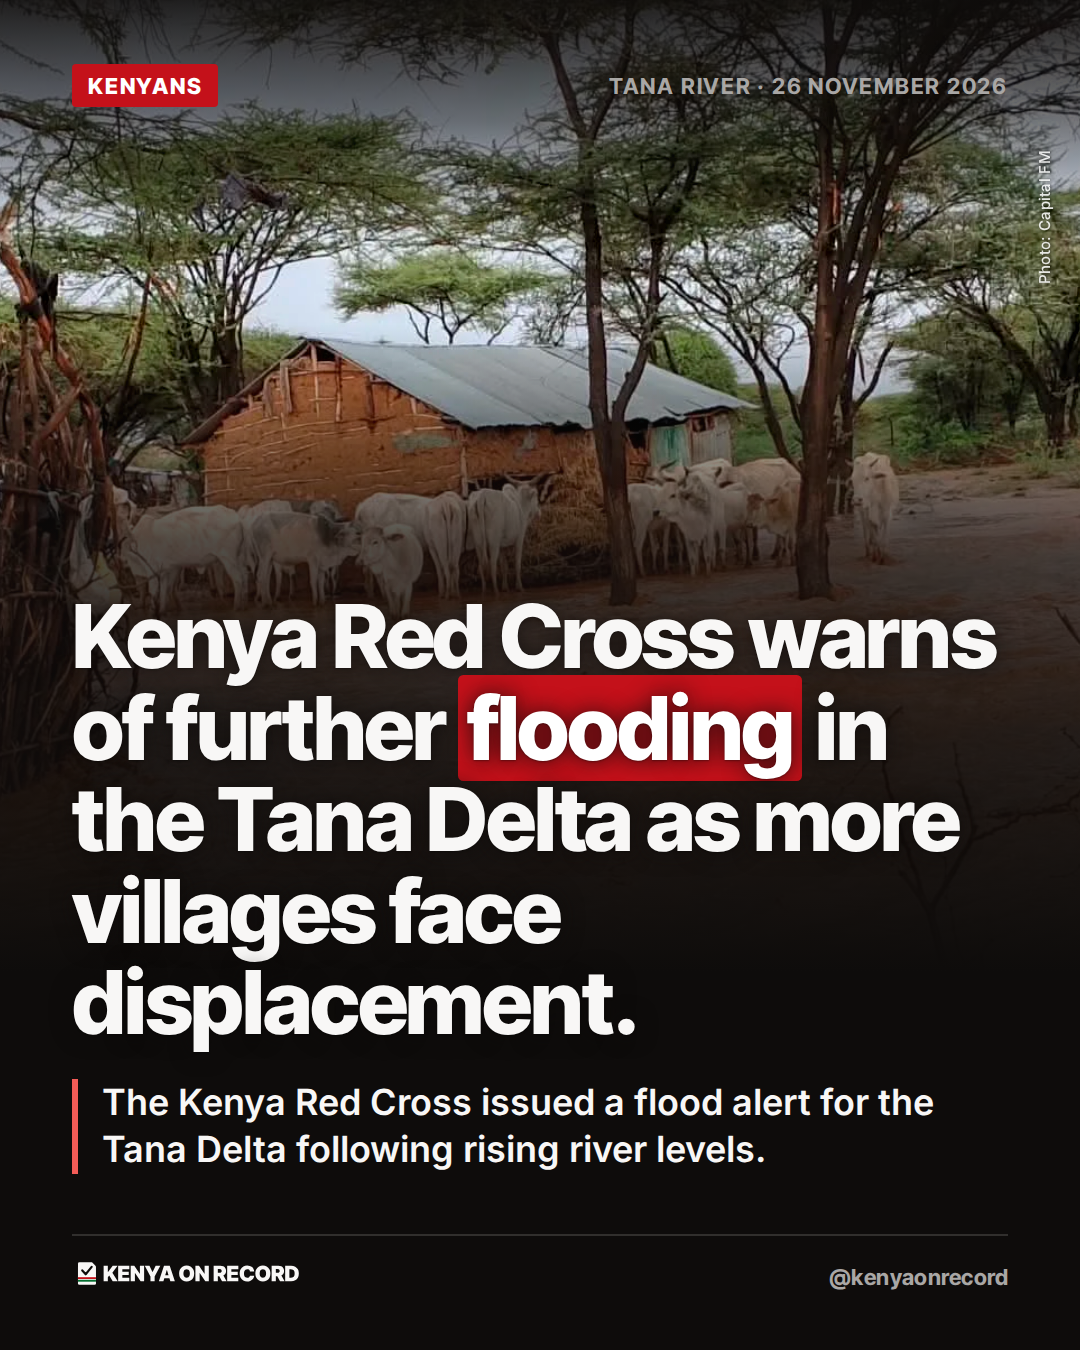 KENYANS
TANA RIVER · 26 NOVEMBER 2026
Photo: Capital FM
Kenya Red Cross warns
of further flooding in
the Tana Delta as more
villages face
displacement.
The Kenya Red Cross issued a flood alert for the
Tana Delta following rising river levels.
KENYA ON RECORD
@kenyaonrecord